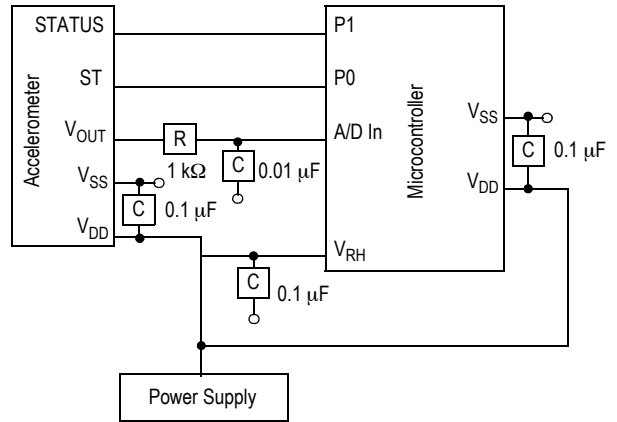 STATUS
ST
V_OUT
V_SS
V_DD
Accelerometer
R
1 kΩ
C
0.01 μF
C
0.1 μF
C
0.1 μF
P1
P0
A/D In
V_RH
Microcontroller
V_SS
V_DD
C
0.1 μF
Power Supply